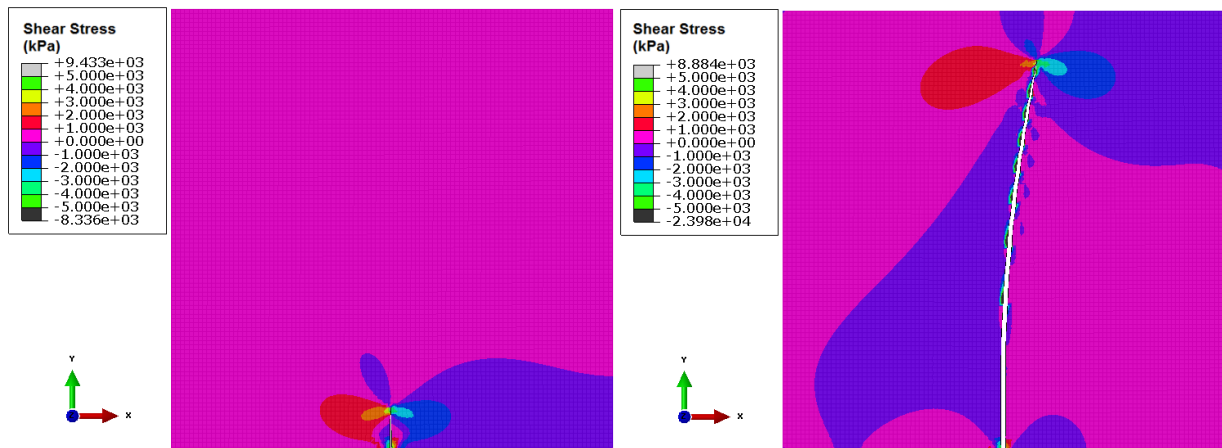 Shear Stress
(kPa)
+9.433e+03
+5.000e+03
+4.000e+03
+3.000e+03
+2.000e+03
+1.000e+03
+0.000e+00
-1.000e+03
-2.000e+03
-3.000e+03
-4.000e+03
-5.000e+03
-8.336e+03
Y
X
Shear Stress
(kPa)
+8.884e+03
+5.000e+03
+4.000e+03
+3.000e+03
+2.000e+03
+1.000e+03
+0.000e+00
-1.000e+03
-2.000e+03
-3.000e+03
-4.000e+03
-5.000e+03
-2.398e+04
Y
X